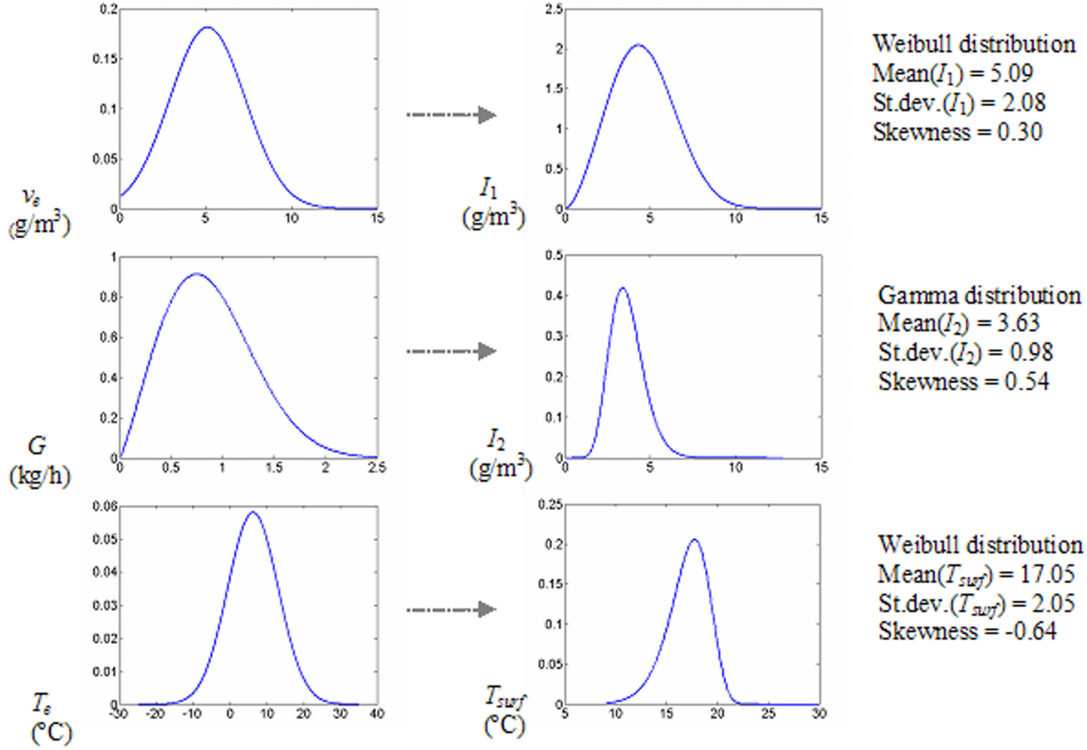 0.2
0.15
0.1
0.05
0
0 5 10 15
vₑ
(g/m³)
2.5
2
1.5
1
0.5
0
0 5 10 15
I₁
(g/m³)
Weibull distribution
Mean(I₁) = 5.09
St.dev.(I₁) = 2.08
Skewness = 0.30
1
0.8
0.6
0.4
0.2
0
0 0.5 1 1.5 2 2.5
G
(kg/h)
0.5
0.4
0.3
0.2
0.1
0
0 5 10 15
I₂
(g/m³)
Gamma distribution
Mean(I₂) = 3.63
St.dev.(I₂) = 0.98
Skewness = 0.54
0.06
0.05
0.04
0.03
0.02
0.01
0
-30 -20 -10 0 10 20 30 40
Tₑ
(°C)
0.25
0.2
0.15
0.1
0.05
0
5 10 15 20 25 30
Tsurf
(°C)
Weibull distribution
Mean(Tsurf) = 17.05
St.dev.(Tsurf) = 2.05
Skewness = -0.64